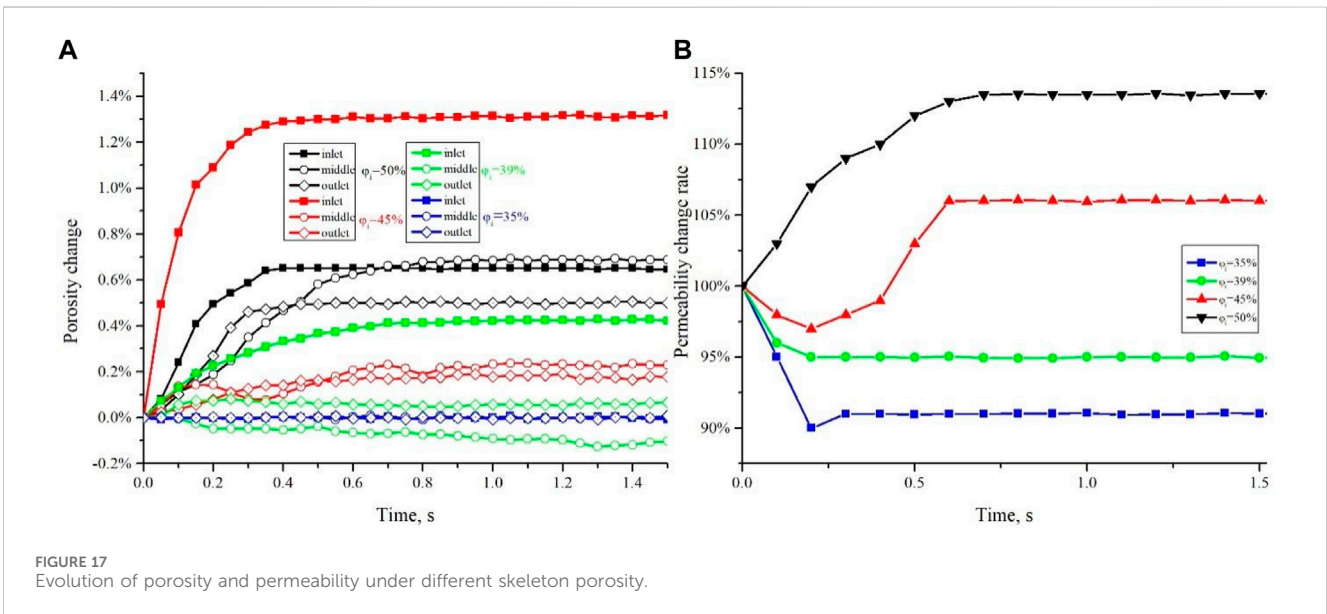 A
1.4%
1.2%
1.0%
0.8%
0.6%
0.4%
0.2%
0.0%
-0.2%
Porosity change
inlet
middle φi=50%
outlet
inlet
middle φi=45%
outlet
inlet
middle φi=39%
outlet
inlet
middle φi=35%
outlet
0.0 0.2 0.4 0.6 0.8 1.0 1.2 1.4
Time, s
B
115%
110%
105%
100%
95%
90%
Permeability change rate
φi=35%
φi=39%
φi=45%
φi=50%
0.0 0.5 1.0 1.5
Time, s
FIGURE 17
Evolution of porosity and permeability under different skeleton porosity.